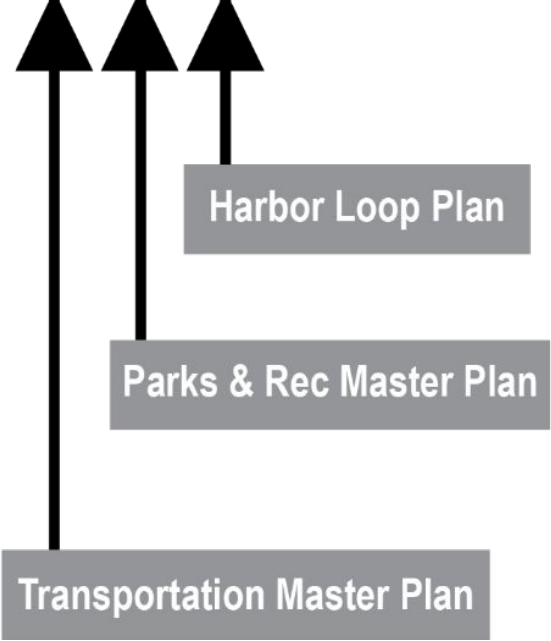 Harbor Loop Plan
Parks & Rec Master Plan
Transportation Master Plan